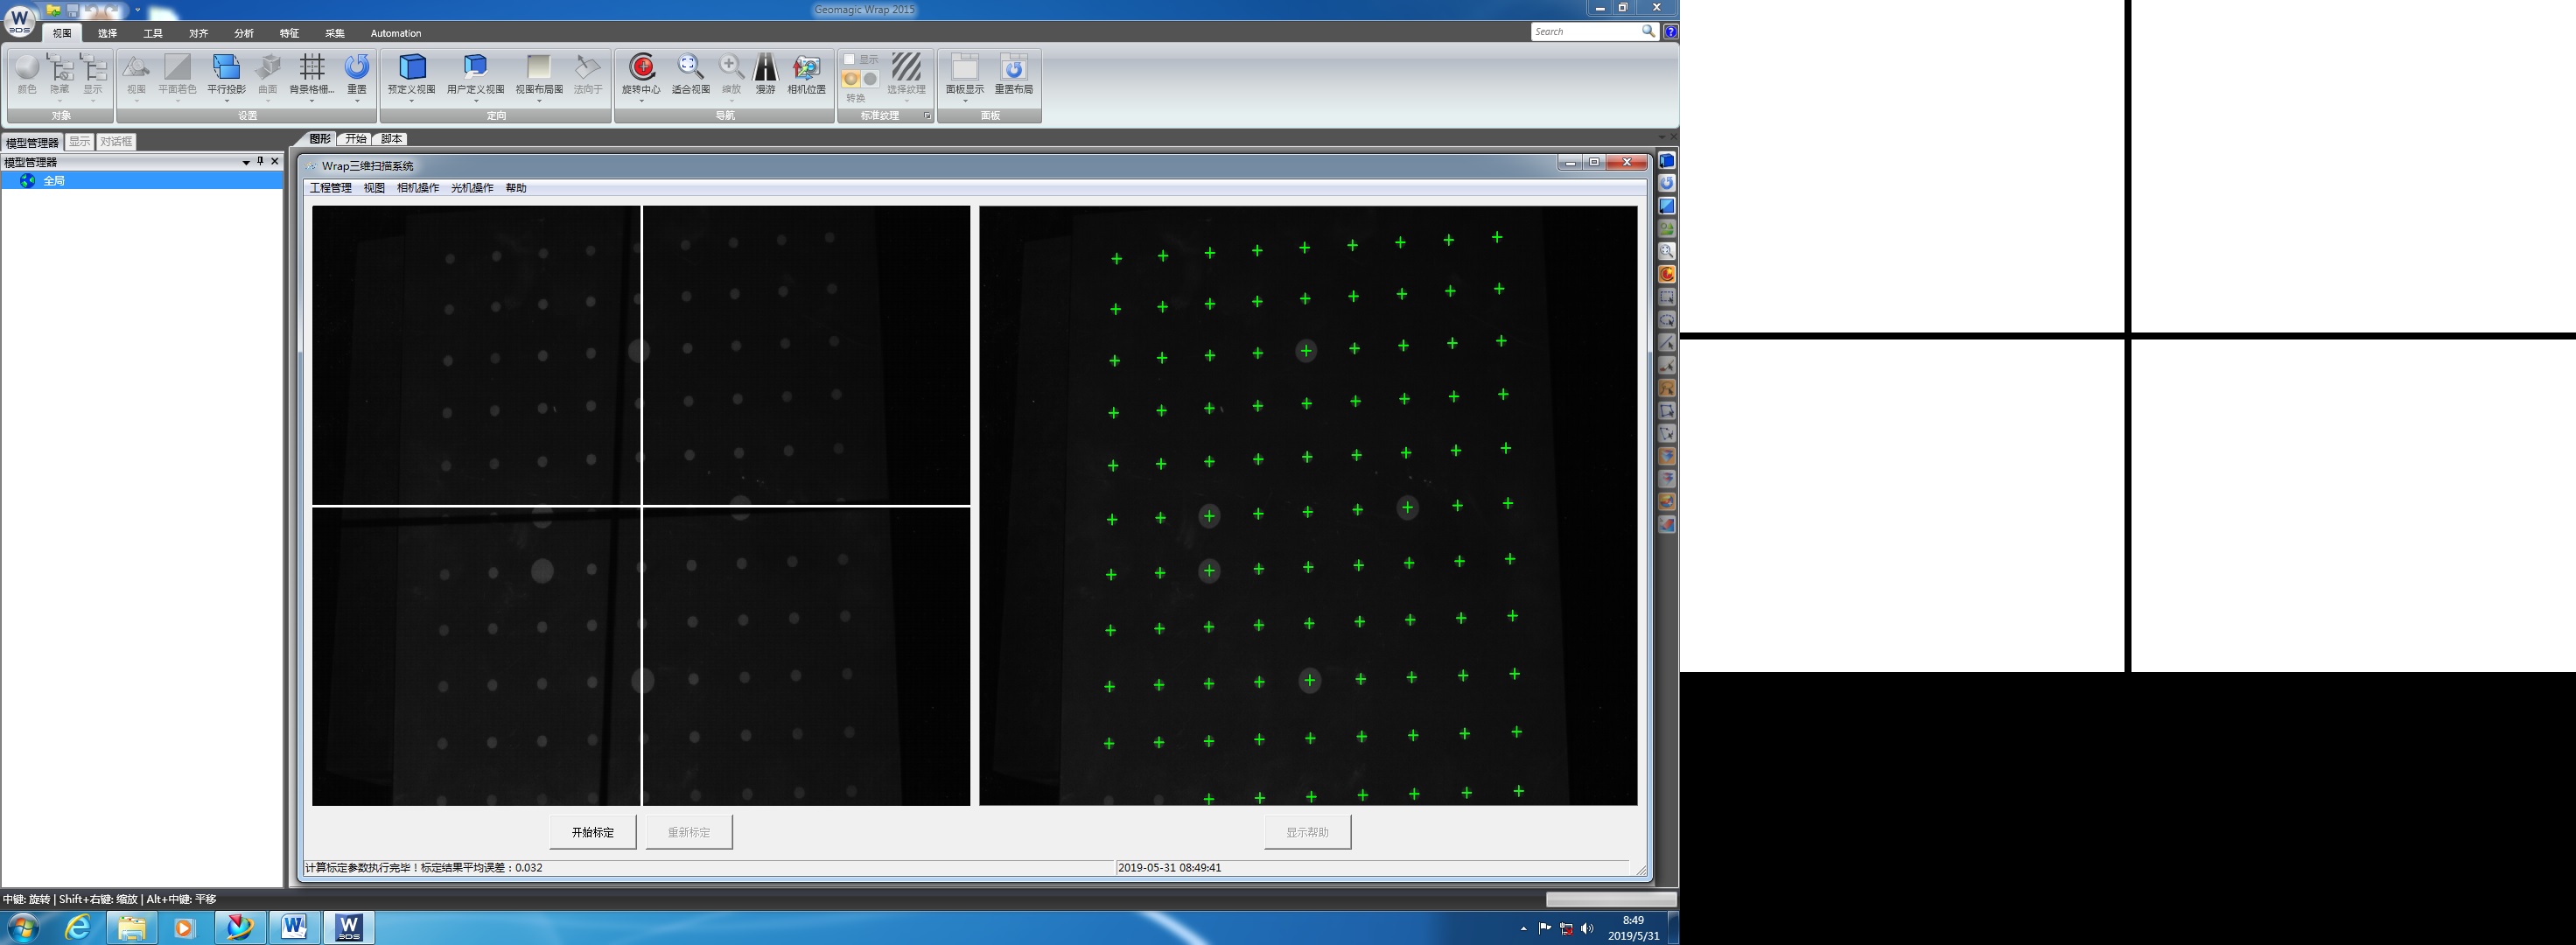 Geomagic Wrap 2015
视图 选择 工具 对齐 分析 特征 采集 Automation
Search
颜色 隐藏 显示 视图 平面着色 平行投影 曲面 背景格栅... 重置 预定义视图 用户定义视图 视图布局图 法向于 旋转中心 适合视图 缩放 漫游 相机位置 显示 转换 选择纹理 面板显示 重置布局
对象 设置 定向 导航 标准纹理 面板
模型管理器 显示 对话框
图形 开始 脚本
模型管理器
全局
Wrap三维扫描系统
工程管理 视图 相机操作 光机操作 帮助
开始标定 重新标定 显示帮助
计算标定参数执行完毕！标定结果平均误差：0.032
2019-05-31 08:49:41
中键: 旋转 | Shift+右键: 缩放 | Alt+中键: 平移
8:49
2019/5/31